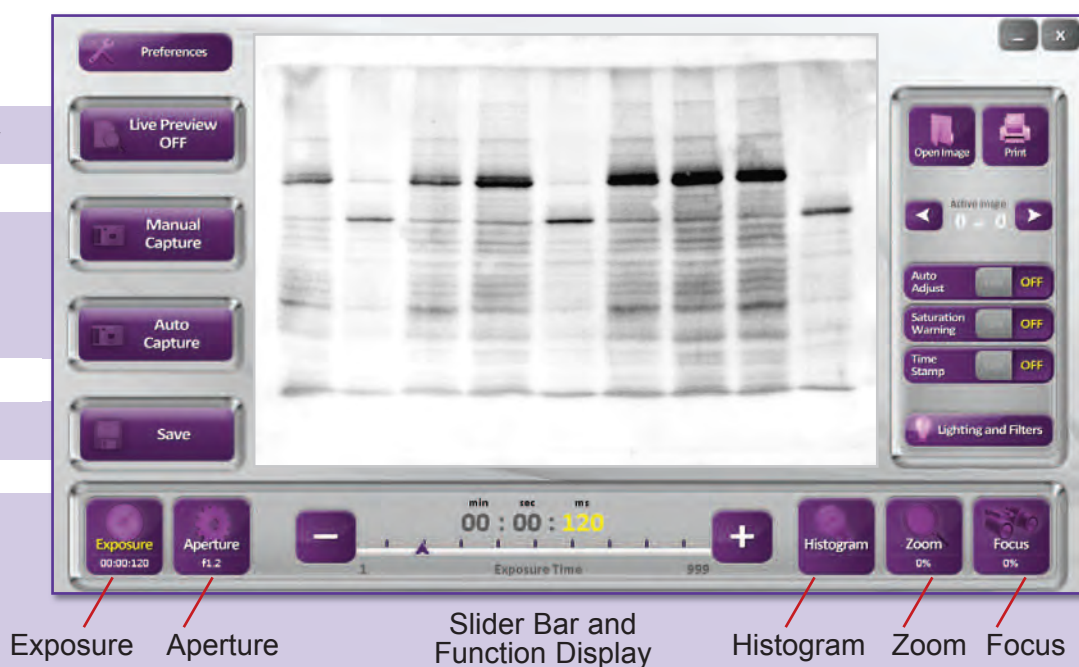 Preferences
Live Preview
OFF
Manual
Capture
Auto
Capture
Save
_ X
Open Image
Print
Active Image
0 - 0
Auto
Adjust
OFF
Saturation
Warning
OFF
Time
Stamp
OFF
Lighting and Filters
Exposure
00:00:120
Aperture
f1.2
−
min sec ms
00 : 00 : 120
1 Exposure Time 999
+
Histogram
Zoom
0%
Focus
0%
Exposure
Aperture
Slider Bar and
Function Display
Histogram
Zoom
Focus